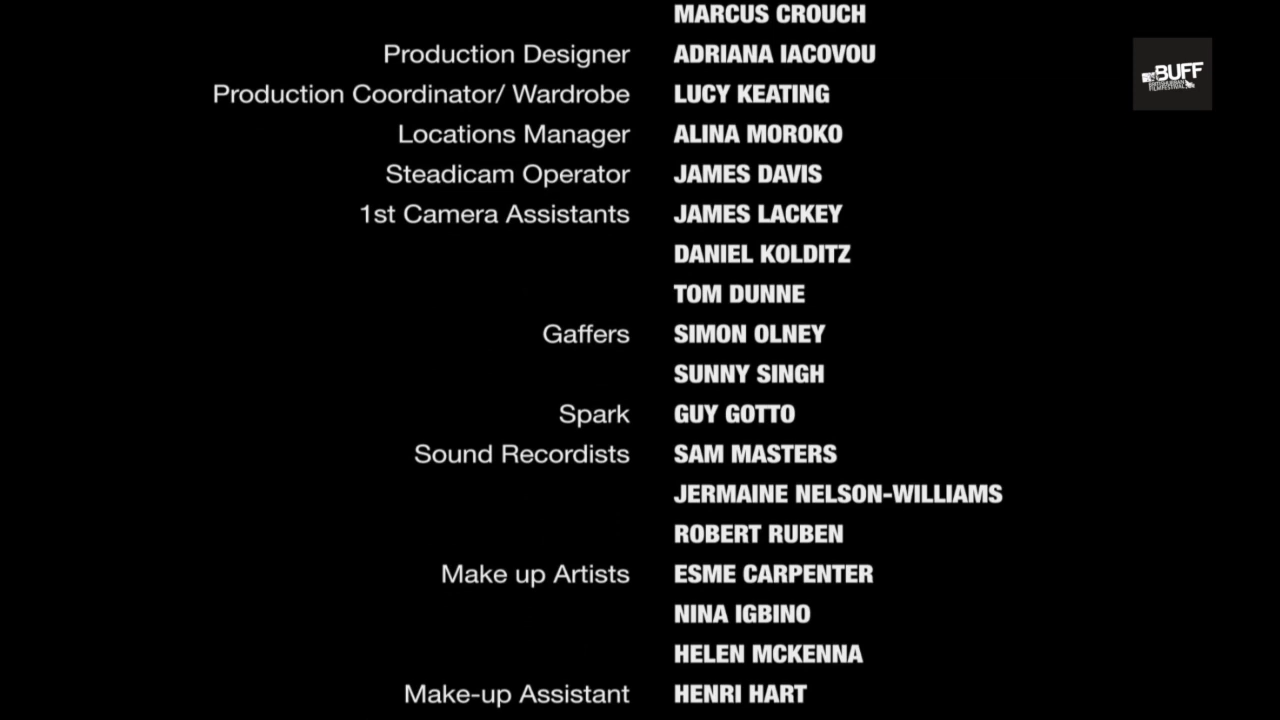 MARCUS CROUCH
Production Designer ADRIANA IACOVOU
Production Coordinator/ Wardrobe LUCY KEATING
Locations Manager ALINA MOROKO
Steadicam Operator JAMES DAVIS
1st Camera Assistants JAMES LACKEY
DANIEL KOLDITZ
TOM DUNNE
Gaffers SIMON OLNEY
SUNNY SINGH
Spark GUY GOTTO
Sound Recordists SAM MASTERS
JERMAINE NELSON-WILLIAMS
ROBERT RUBEN
Make up Artists ESME CARPENTER
NINA IGBINO
HELEN MCKENNA
Make-up Assistant HENRI HART
BUFF
BRITISHURBAN
FILMFESTIVAL